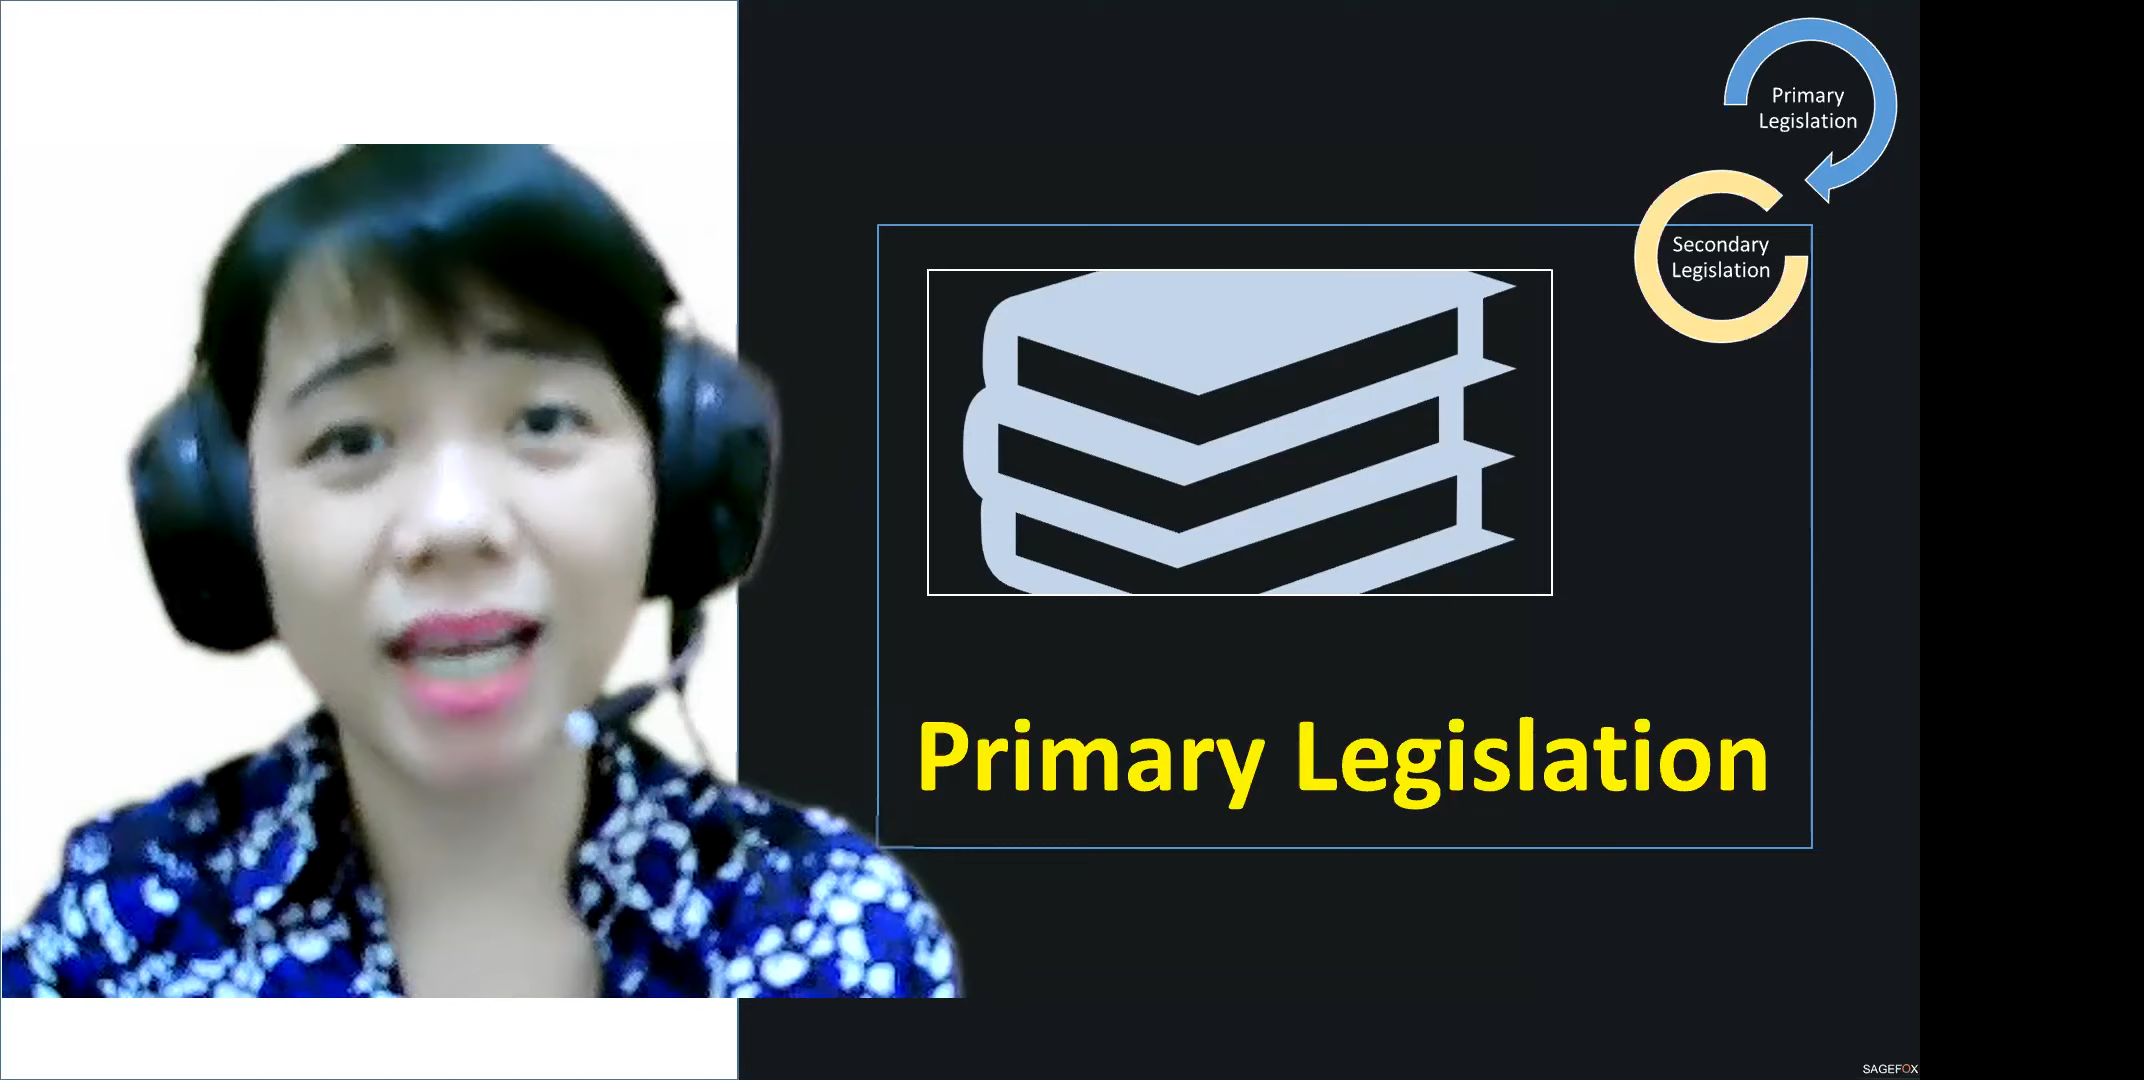 Primary
Legislation
Secondary
Legislation
Primary Legislation
SAGEFOX